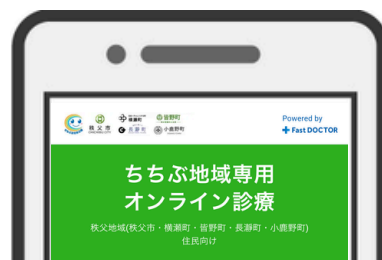 秩父市
横瀬町
皆野町
長瀞町
小鹿野町
Powered by
Fast DOCTOR
ちちぶ地域専用
オンライン診療
秩父地域(秩父市・横瀬町・皆野町・長瀞町・小鹿野町)
住民向け